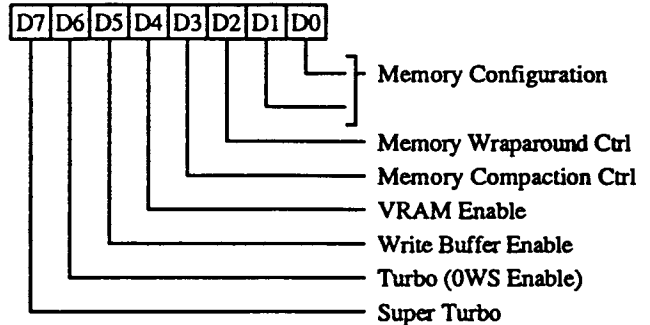 D7 D6 D5 D4 D3 D2 D1 D0
Memory Configuration
Memory Wraparound Ctrl
Memory Compaction Ctrl
VRAM Enable
Write Buffer Enable
Turbo (0WS Enable)
Super Turbo